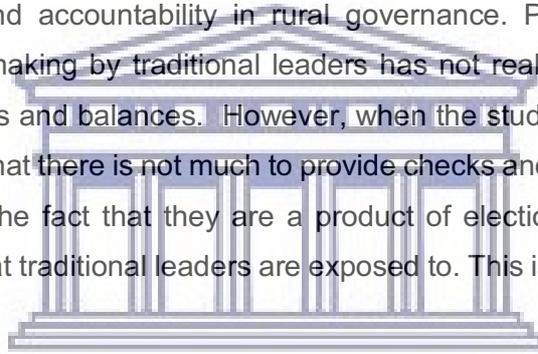 and accountability in rural governance. P
making by traditional leaders has not real
s and balances. However, when the stud
hat there is not much to provide checks and
he fact that they are a product of electio
at traditional leaders are exposed to. This i